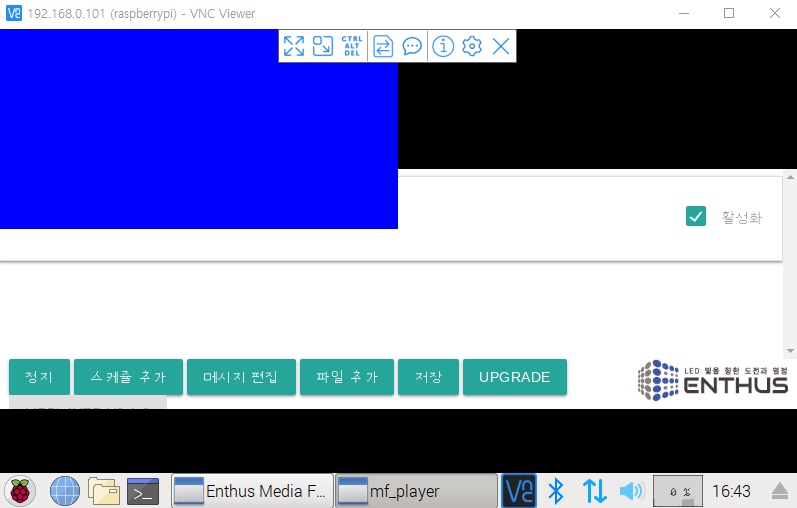 192.168.0.101 (raspberrypi) - VNC Viewer
CTRL
ALT
DEL
활성화
정지 스케쥴 추가 메시지 편집 파일 추가 저장 UPGRADE
LED 빛을 향한 도전과 열정
ENTHUS
>_ Enthus Media F... mf_player 0 % 16:43